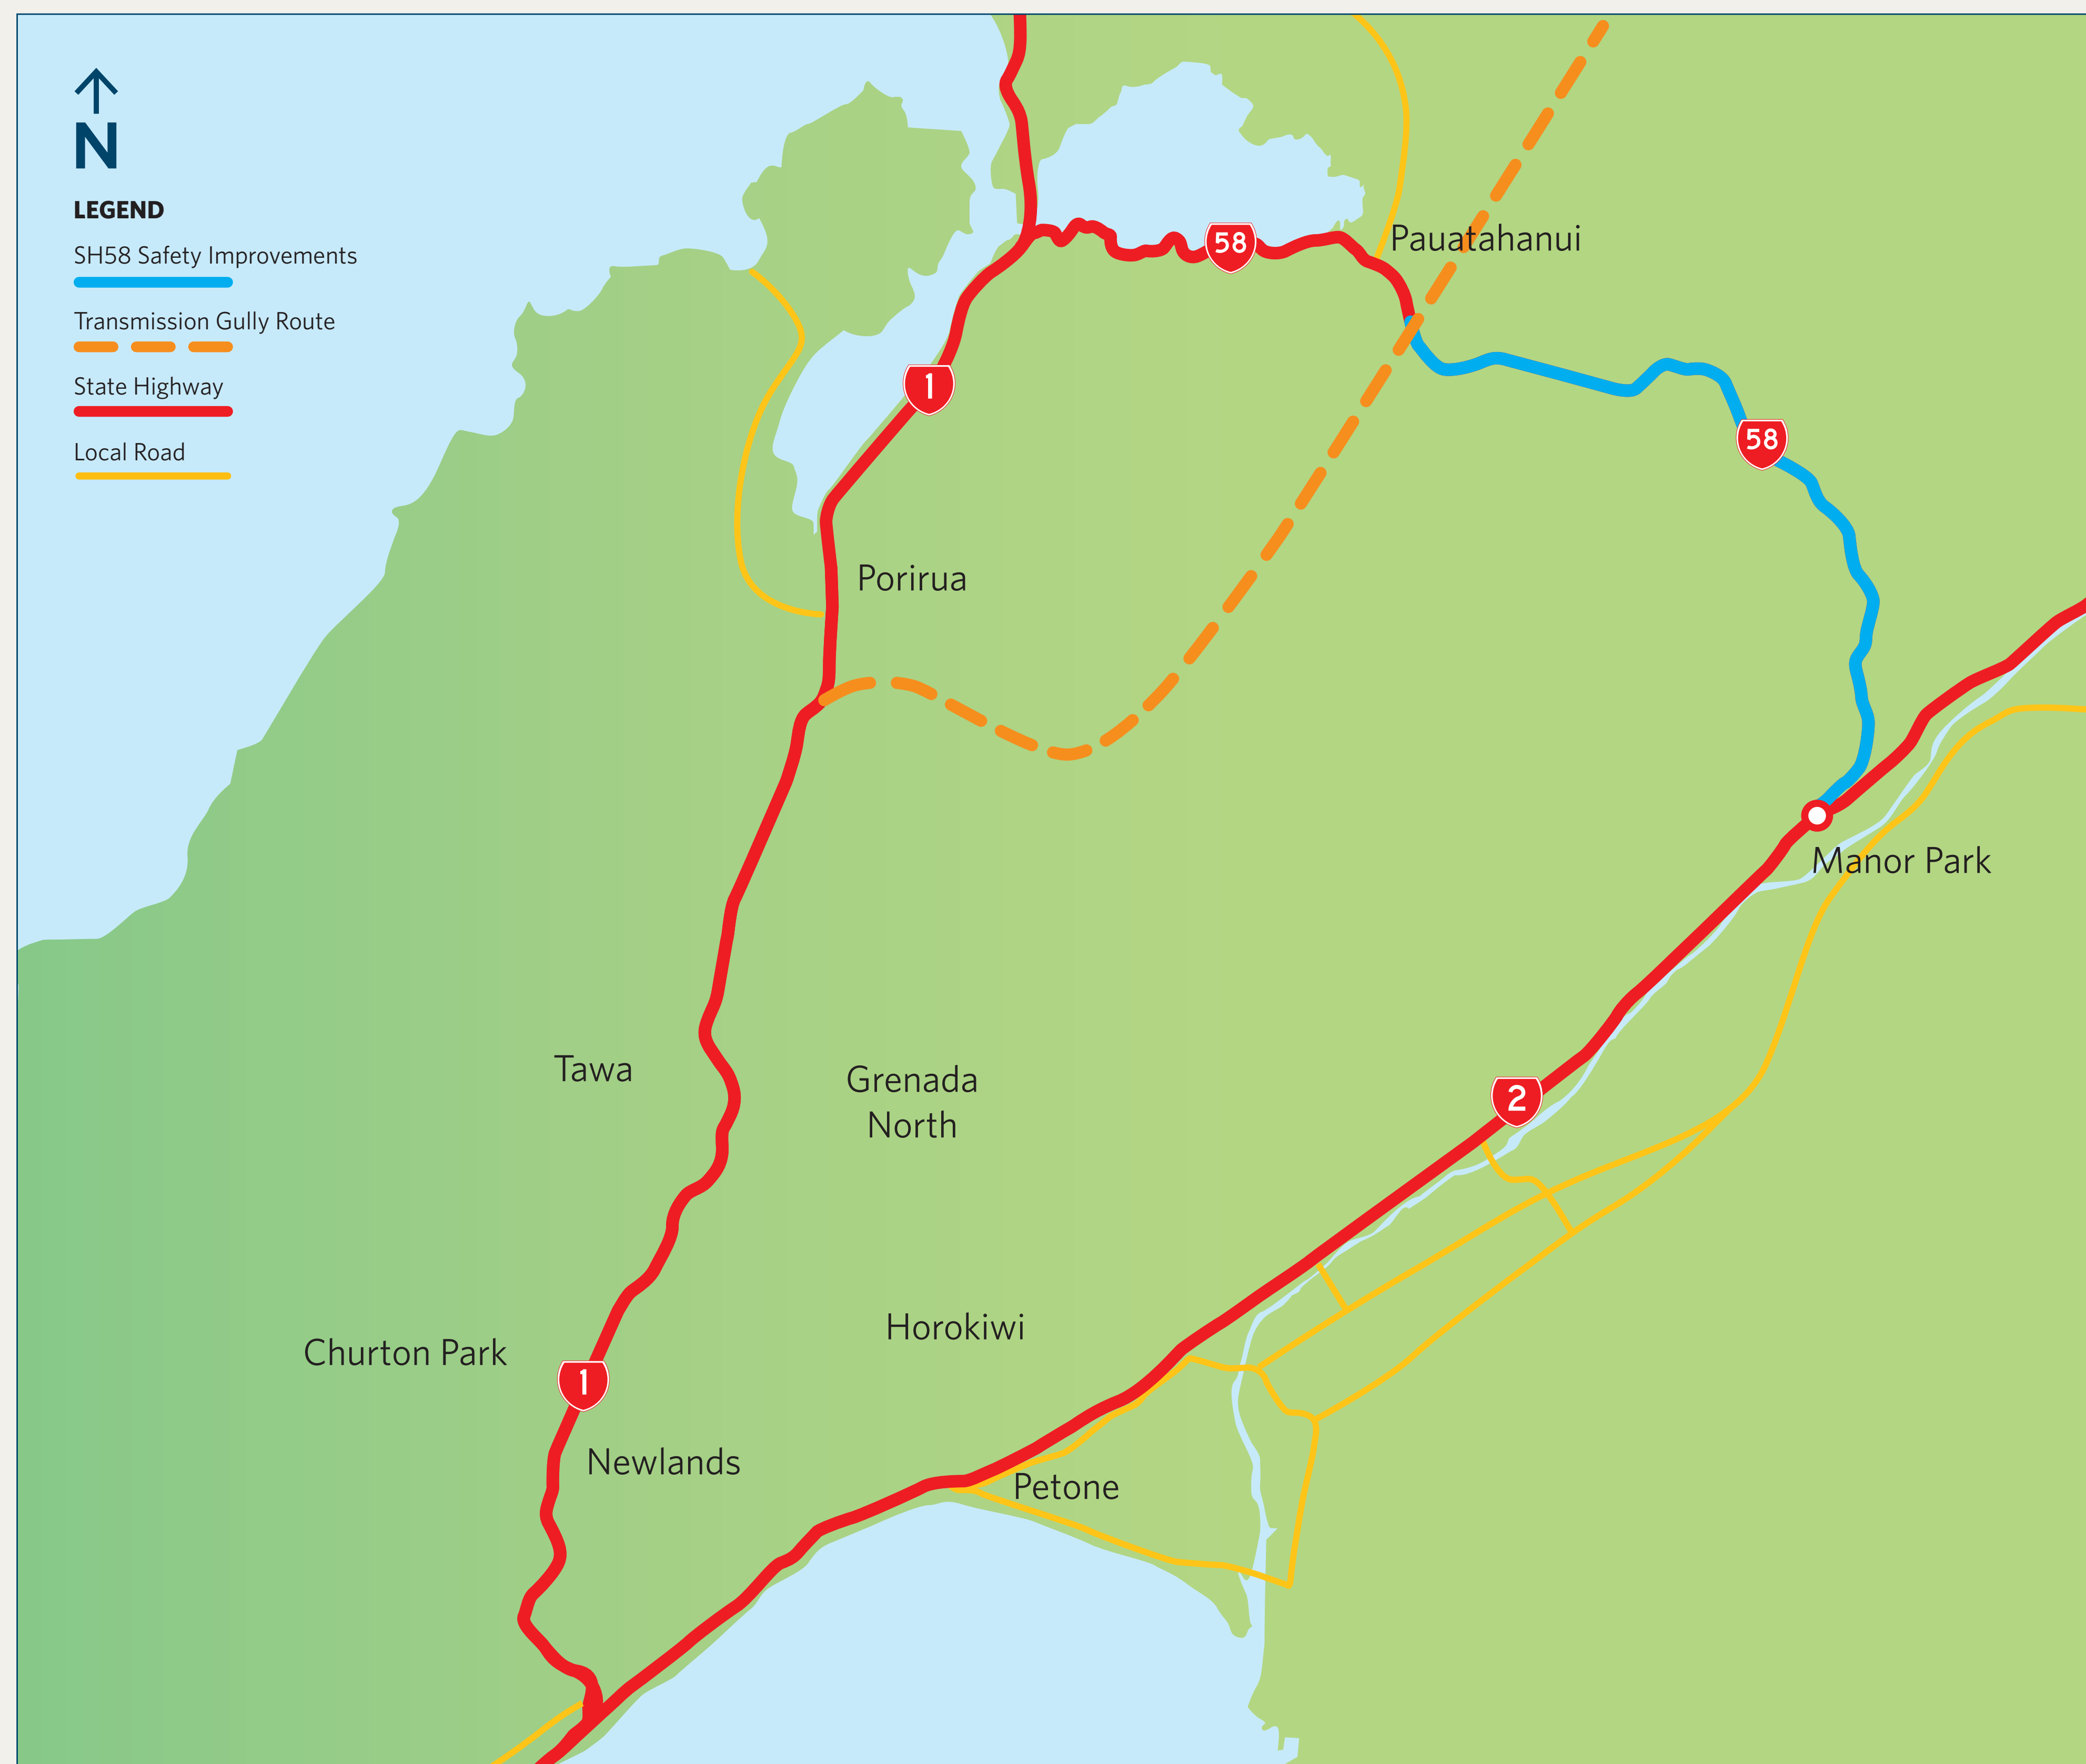 N
LEGEND
SH58 Safety Improvements
Transmission Gully Route
State Highway
Local Road
58
Pauatahanui
1
58
Porirua
Manor Park
Tawa
Grenada
North
2
Horokiwi
Churton Park
1
Newlands
Petone